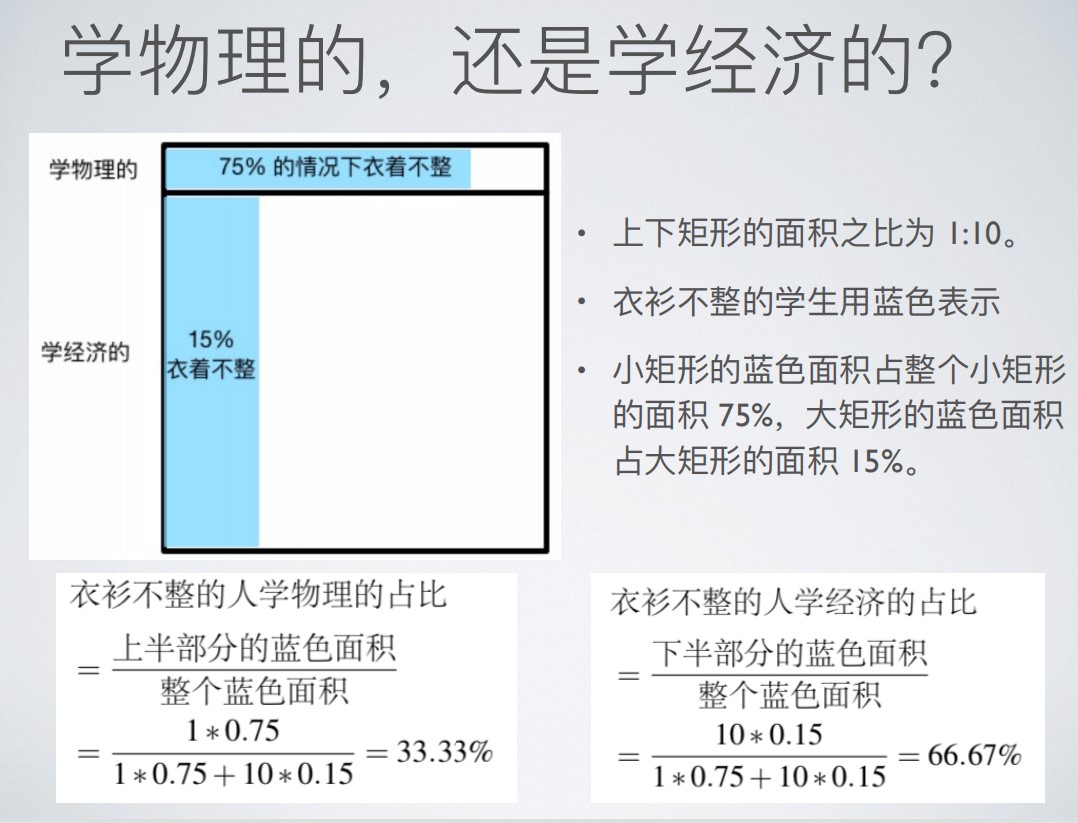 学物理的，还是学经济的？
学物理的
75% 的情况下衣着不整
学经济的
15%
衣着不整
• 上下矩形的面积之比为 1:10。
• 衣衫不整的学生用蓝色表示
• 小矩形的蓝色面积占整个小矩形
的面积 75%，大矩形的蓝色面积
占大矩形的面积 15%。
衣衫不整的人学物理的占比
= 上半部分的蓝色面积
整个蓝色面积
= 1*0.75
1*0.75+10*0.15 = 33.33%
衣衫不整的人学经济的占比
= 下半部分的蓝色面积
整个蓝色面积
= 10*0.15
1*0.75+10*0.15 = 66.67%